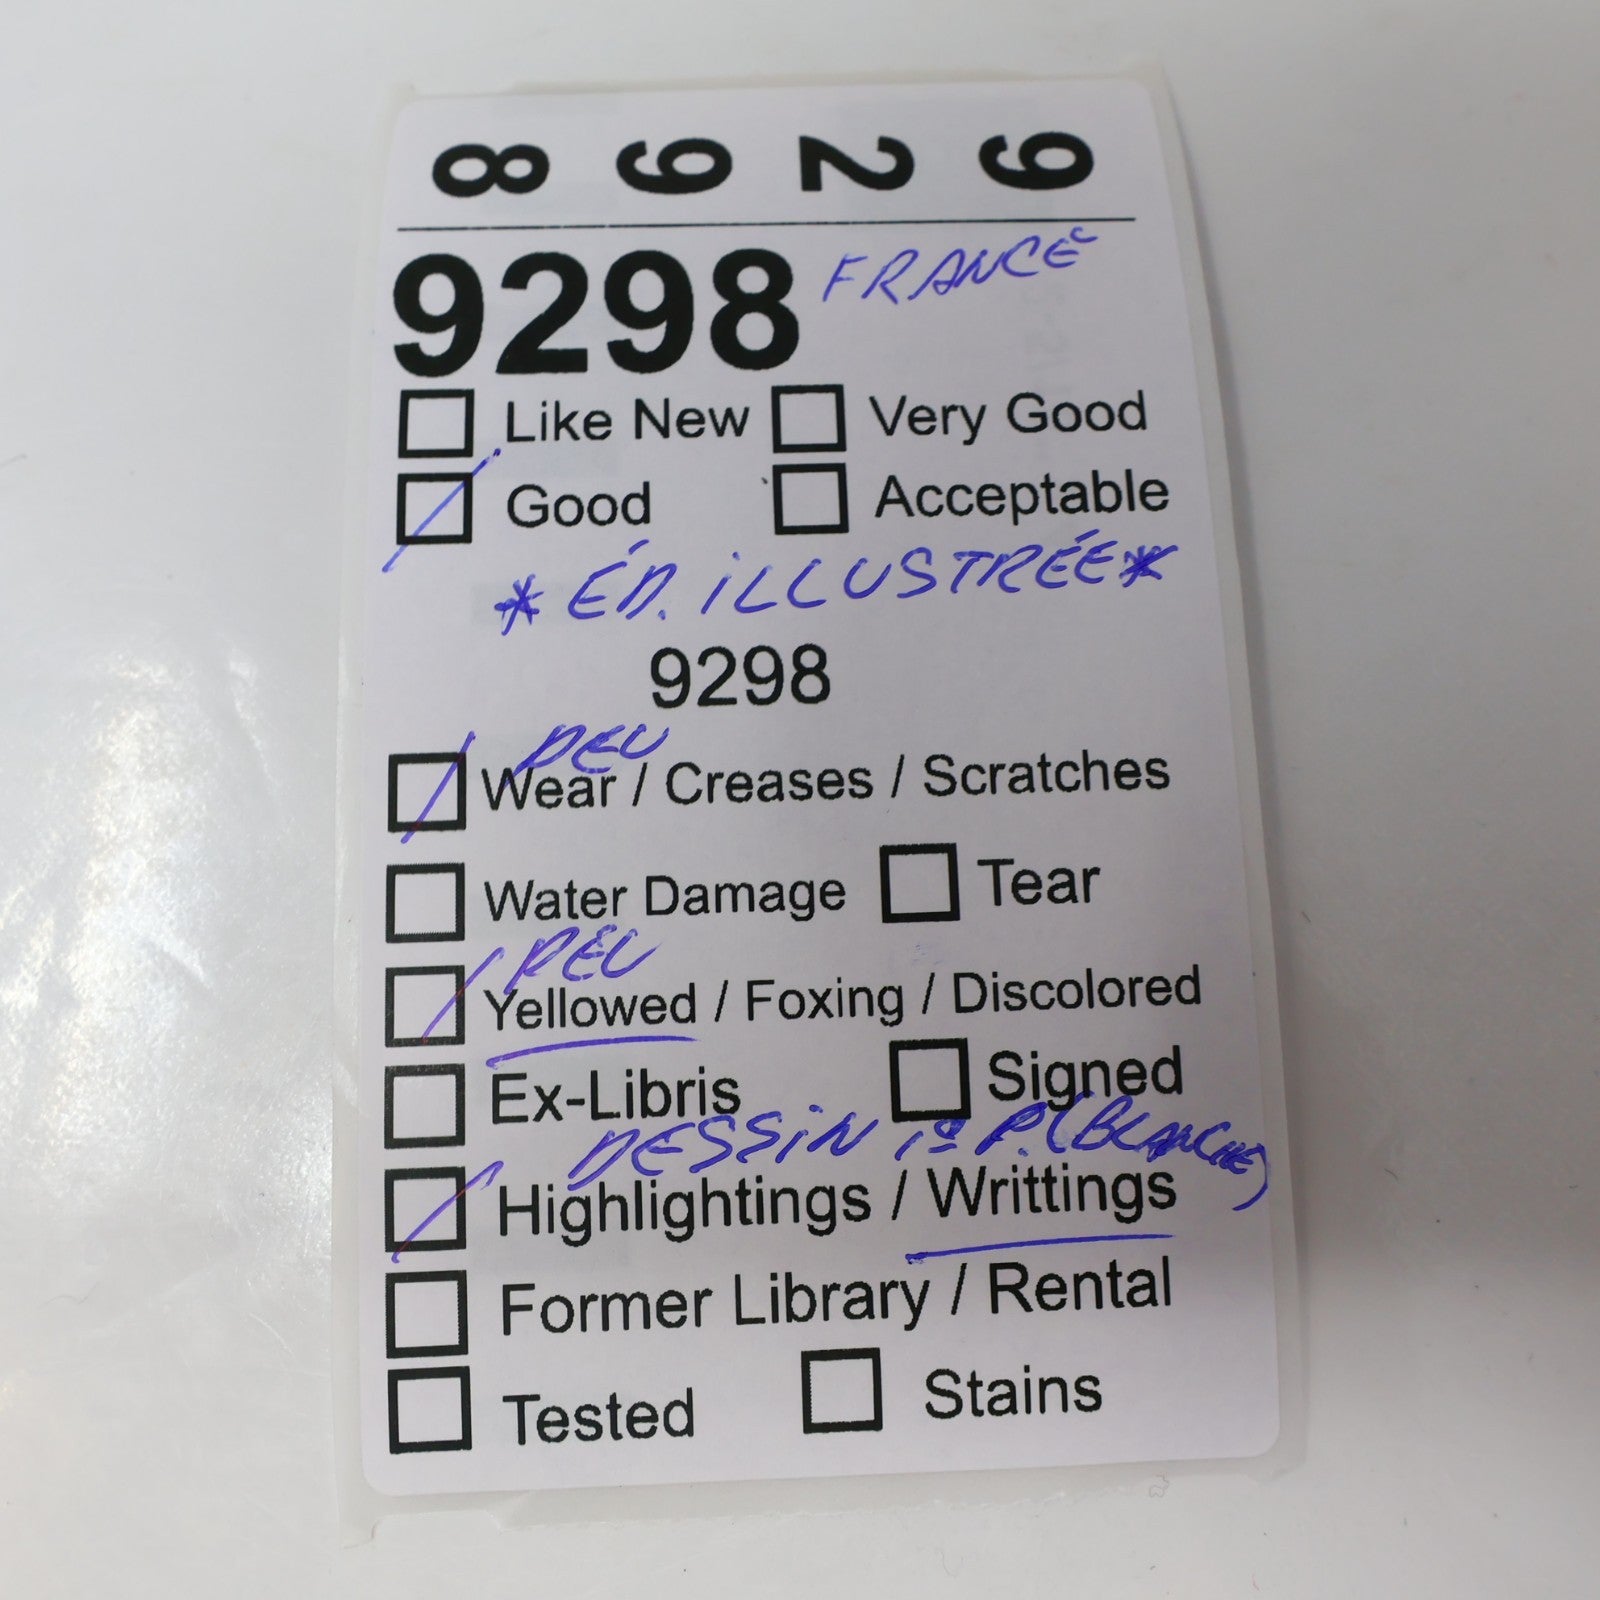 9 2 9 8
9298 FRANCE
Like New Very Good
Good Acceptable
* ÉD. ILLUSTRÉE *
9298
PEU
Wear / Creases / Scratches
Water Damage Tear
PEU
Yellowed / Foxing / Discolored
Ex-Libris Signed
DESSIN 1e P. (BLANCHE)
Highlightings / Writtings
Former Library / Rental
Tested Stains